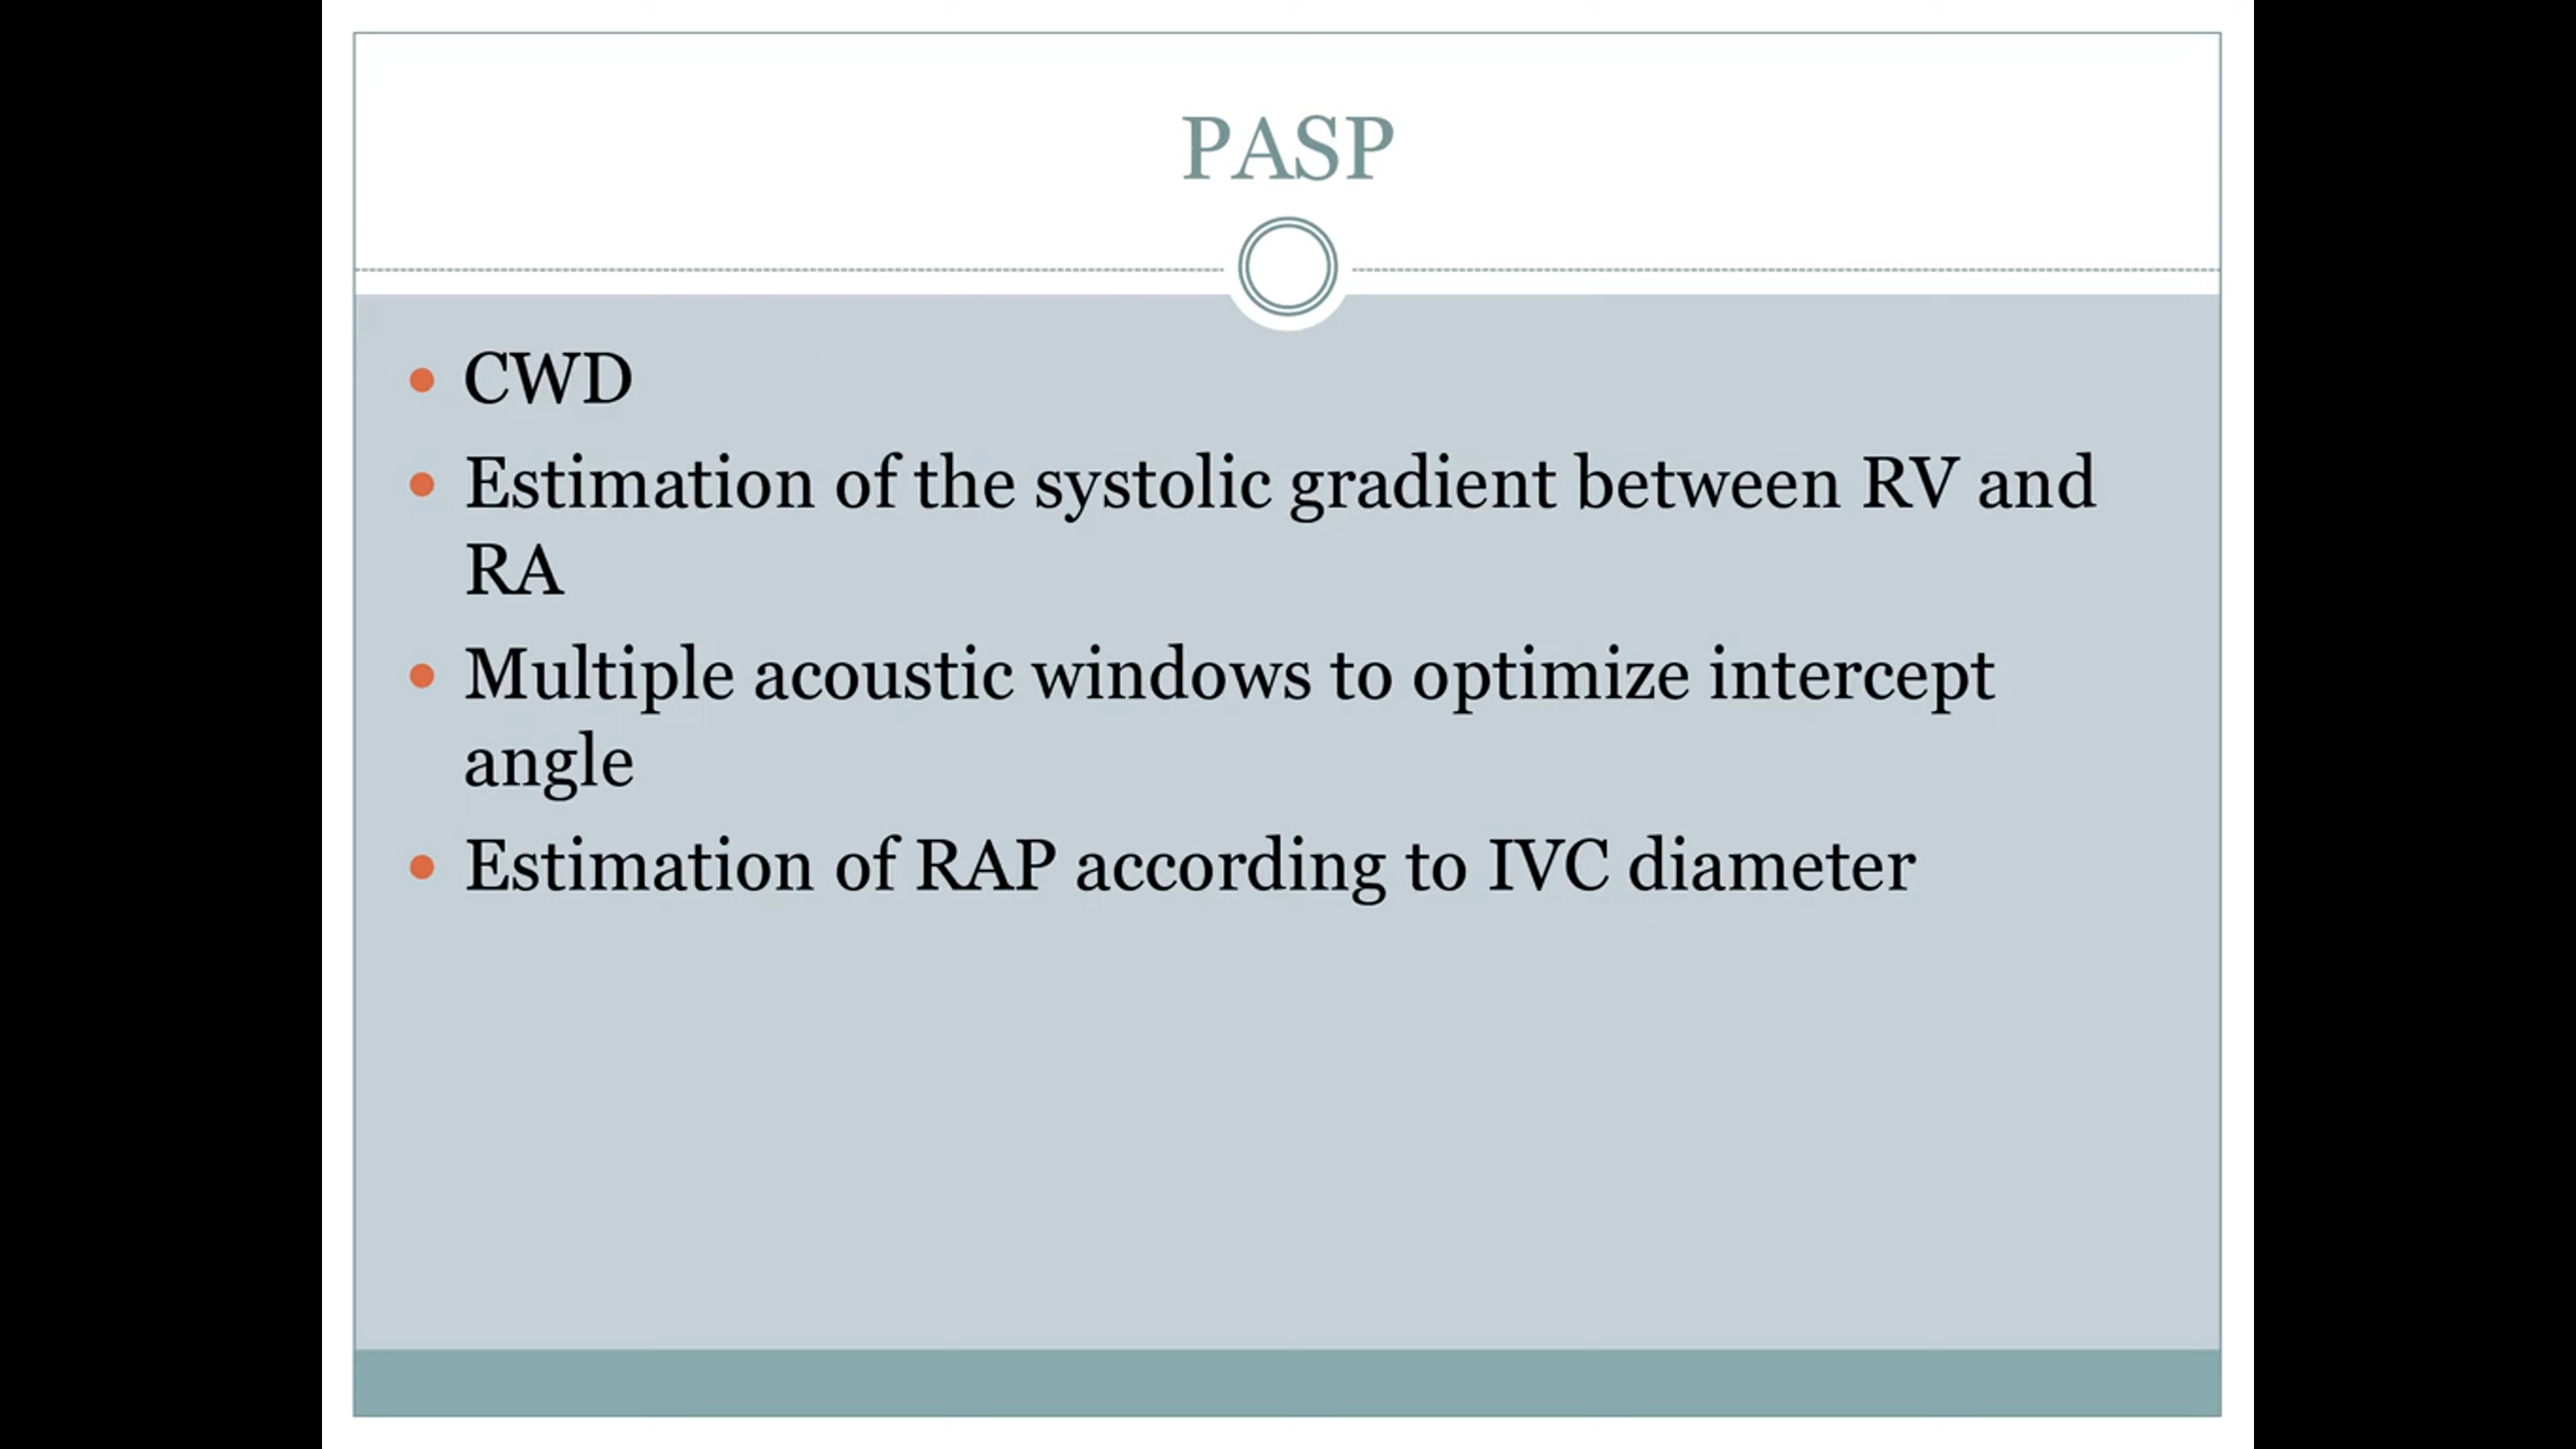 PASP
• CWD
• Estimation of the systolic gradient between RV and
RA
• Multiple acoustic windows to optimize intercept
angle
• Estimation of RAP according to IVC diameter